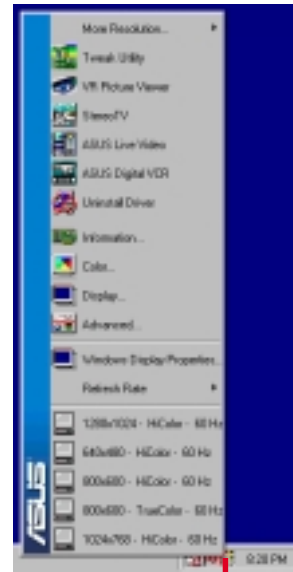 More Resolution...
Tweak Utility
VR Picture Viewer
StereoTV
ASUS Live Video
ASUS Digital VCR
Uninstall Driver
Information...
Color...
Display...
Advanced...
Windows Display Properties...
Refresh Rate
1280x1024 - HiColor - 60 Hz
640x480 - HiColor - 60 Hz
800x600 - HiColor - 60 Hz
800x600 - TrueColor - 60 Hz
1024x768 - HiColor - 60 Hz
ASUS
8:28 PM